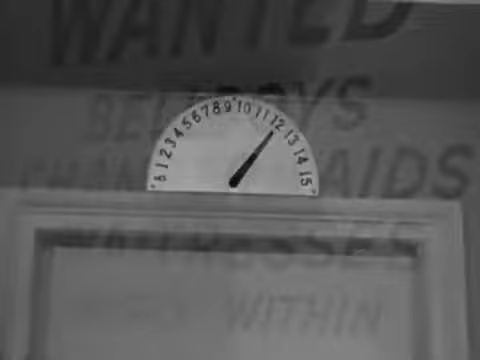 WANTED
BELLBOYS
B 1 2 3 4 5 6 7 8 9 10 11 12 13 14 15
CHAMBERMAIDS
WAITRESSES
WITHIN